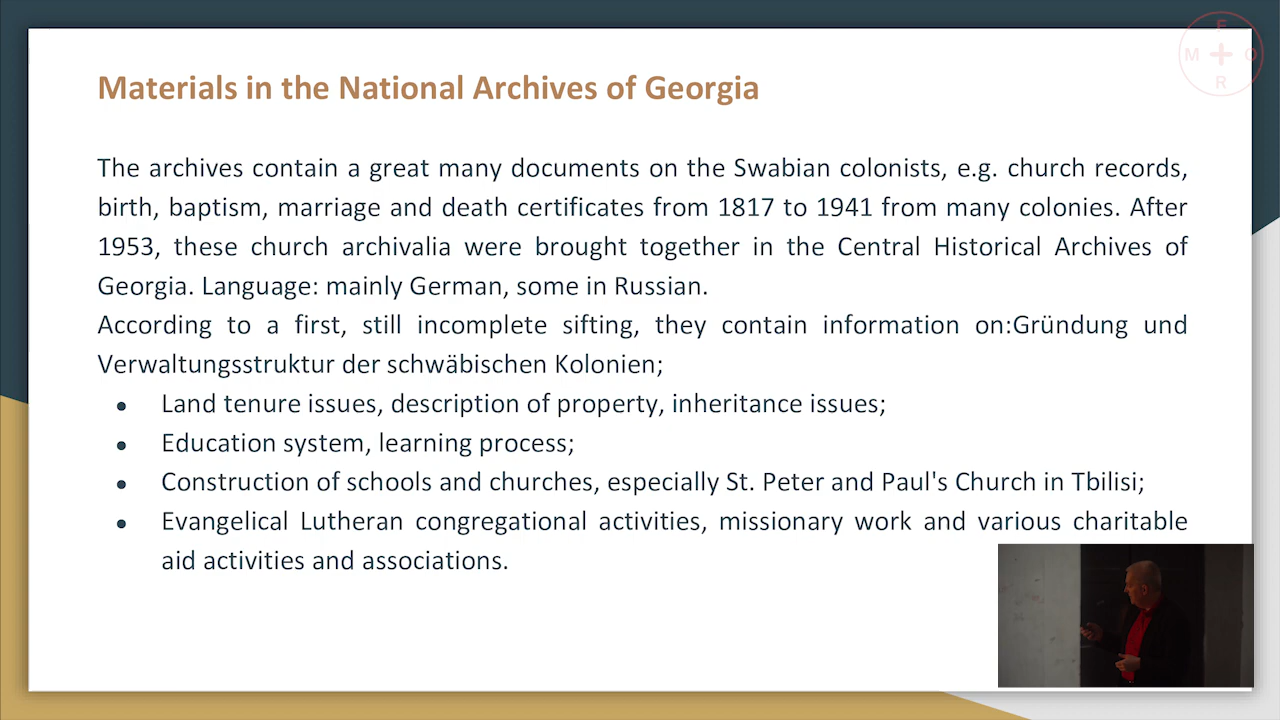 F
M O
R
Materials in the National Archives of Georgia
The archives contain a great many documents on the Swabian colonists, e.g. church records,
birth, baptism, marriage and death certificates from 1817 to 1941 from many colonies. After
1953, these church archivalia were brought together in the Central Historical Archives of
Georgia. Language: mainly German, some in Russian.
According to a first, still incomplete sifting, they contain information on:Gründung und
Verwaltungsstruktur der schwäbischen Kolonien;
• Land tenure issues, description of property, inheritance issues;
• Education system, learning process;
• Construction of schools and churches, especially St. Peter and Paul's Church in Tbilisi;
• Evangelical Lutheran congregational activities, missionary work and various charitable
aid activities and associations.